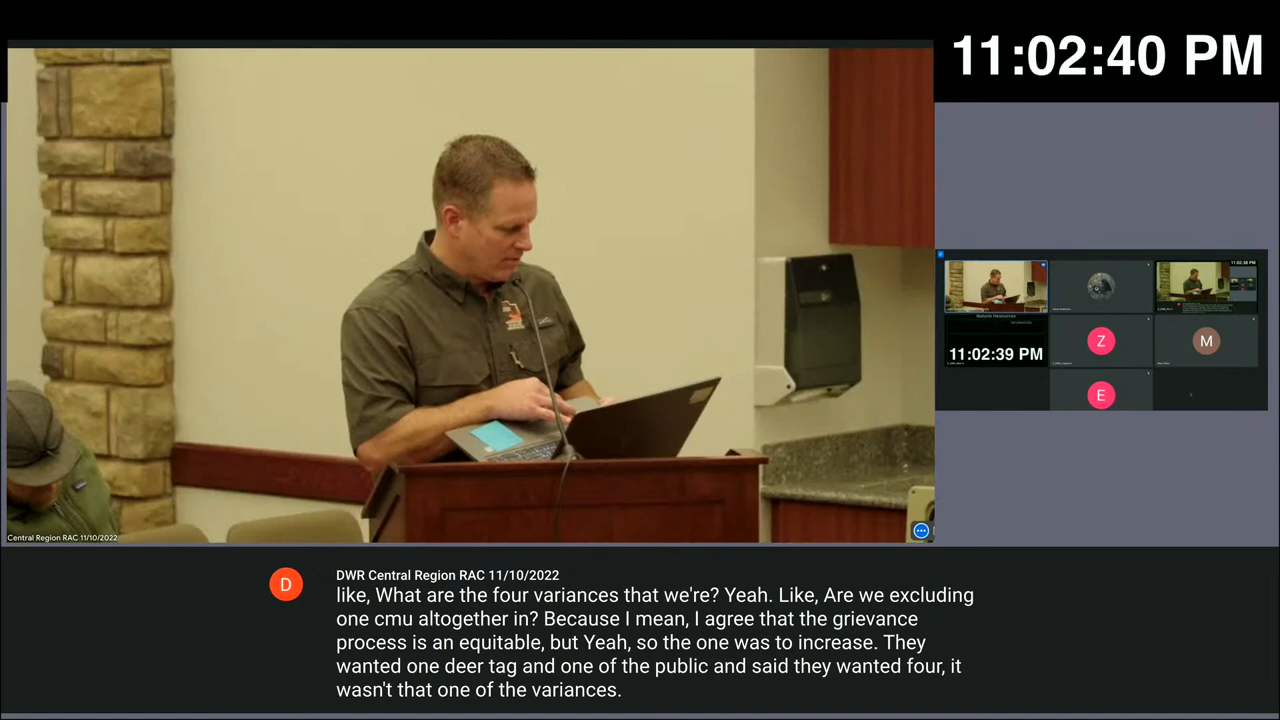 11:02:40 PM
Central Region RAC 11/10/2022
11:02:39 PM
Z
M
E
D
DWR Central Region RAC 11/10/2022
like, What are the four variances that we're? Yeah. Like, Are we excluding
one cmu altogether in? Because I mean, I agree that the grievance
process is an equitable, but Yeah, so the one was to increase. They
wanted one deer tag and one of the public and said they wanted four, it
wasn't that one of the variances.